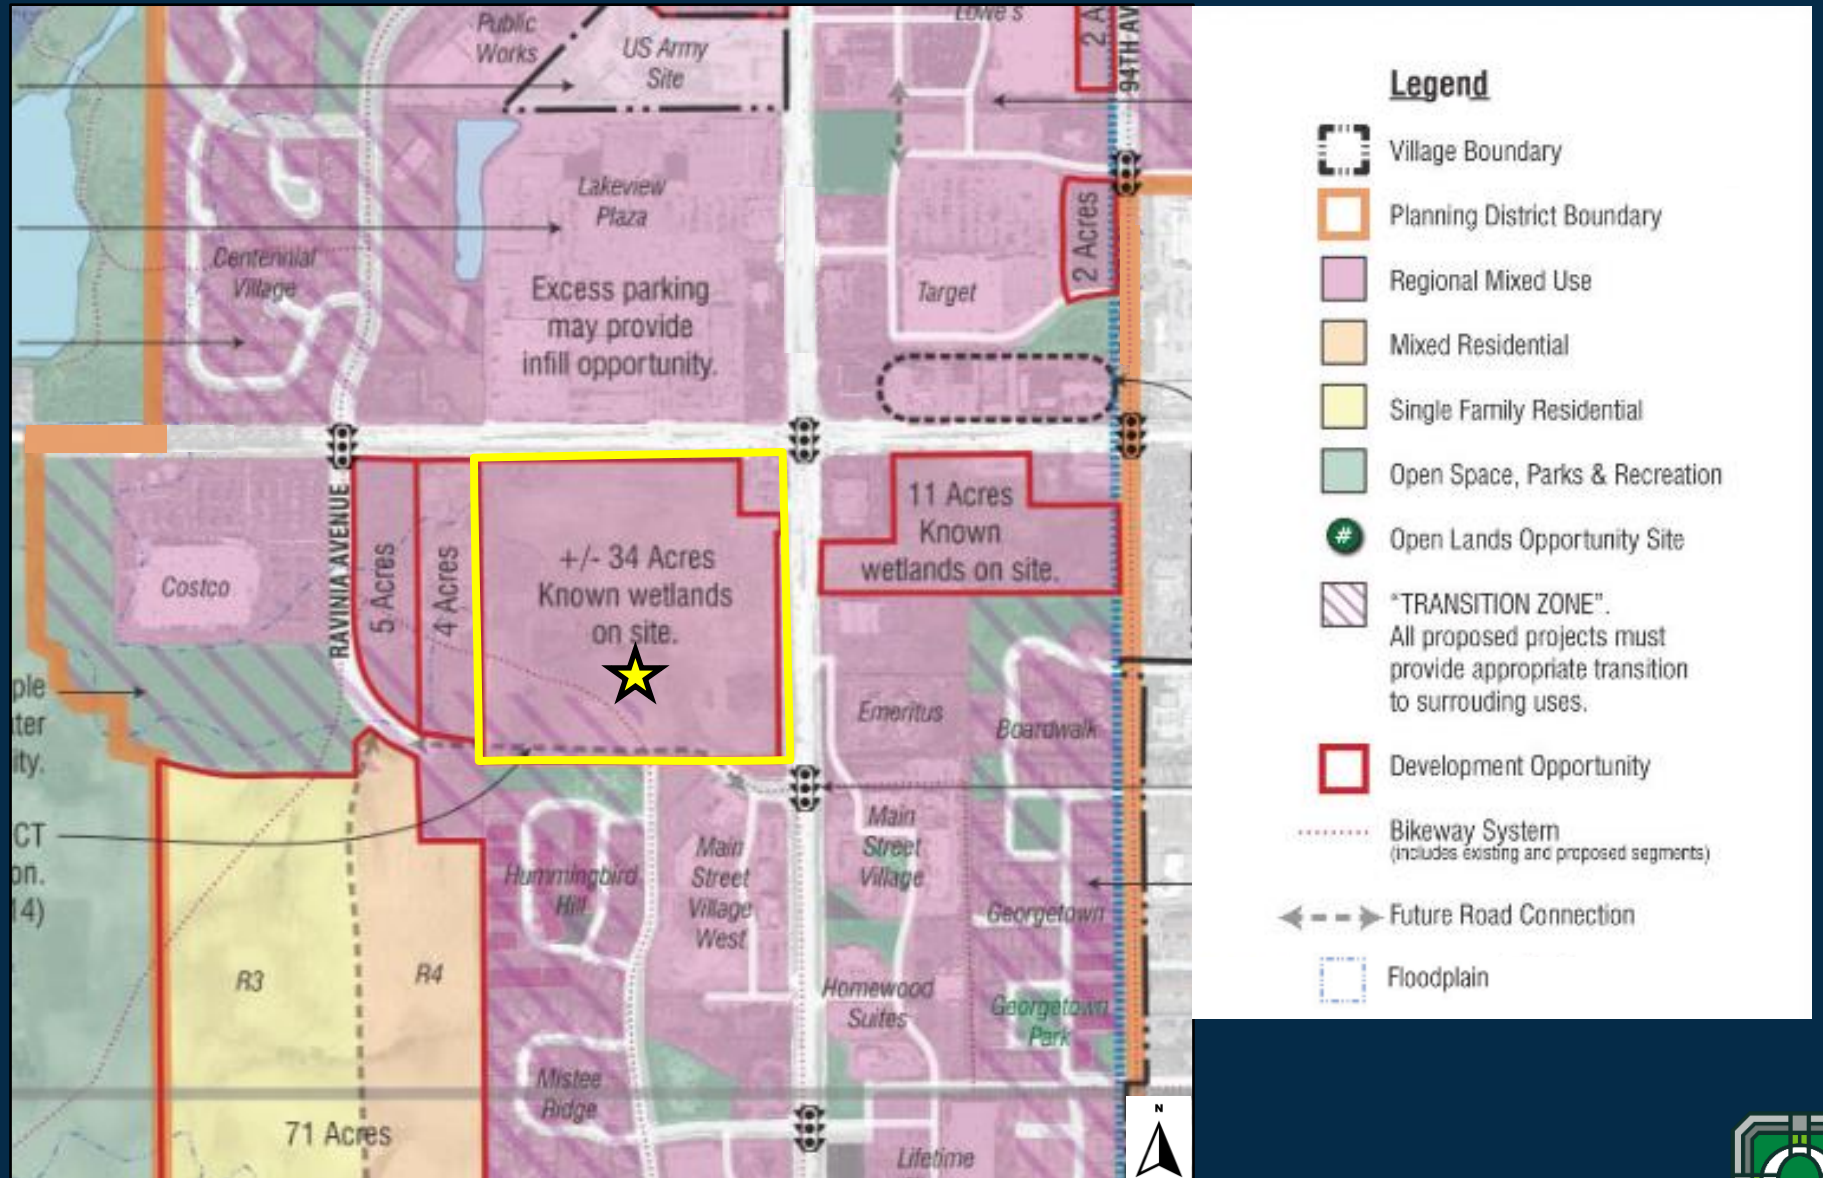 Public
Works
US Army
Site
Lowe's
2 A
94TH AV
Lakeview
Plaza
Centennial
Village
Excess parking
may provide
infill opportunity.
Target
2 Acres
Costco
RAVINIA AVENUE
5 Acres
4 Acres
+/- 34 Acres
Known wetlands
on site.
11 Acres
Known
wetlands on site.
ple
ter
ity.
Emeritus
Boardwalk
CT
on.
14)
Hummingbird
Hill
Main
Street
Village
West
Main
Street
Village
Georgetown
R3
R4
Homewood
Suites
Georgetown
Park
Mistee
Ridge
71 Acres
Lifetime
N
Legend
Village Boundary
Planning District Boundary
Regional Mixed Use
Mixed Residential
Single Family Residential
Open Space, Parks & Recreation
# Open Lands Opportunity Site
"TRANSITION ZONE".
All proposed projects must
provide appropriate transition
to surrouding uses.
Development Opportunity
Bikeway System
(includes existing and proposed segments)
Future Road Connection
Floodplain